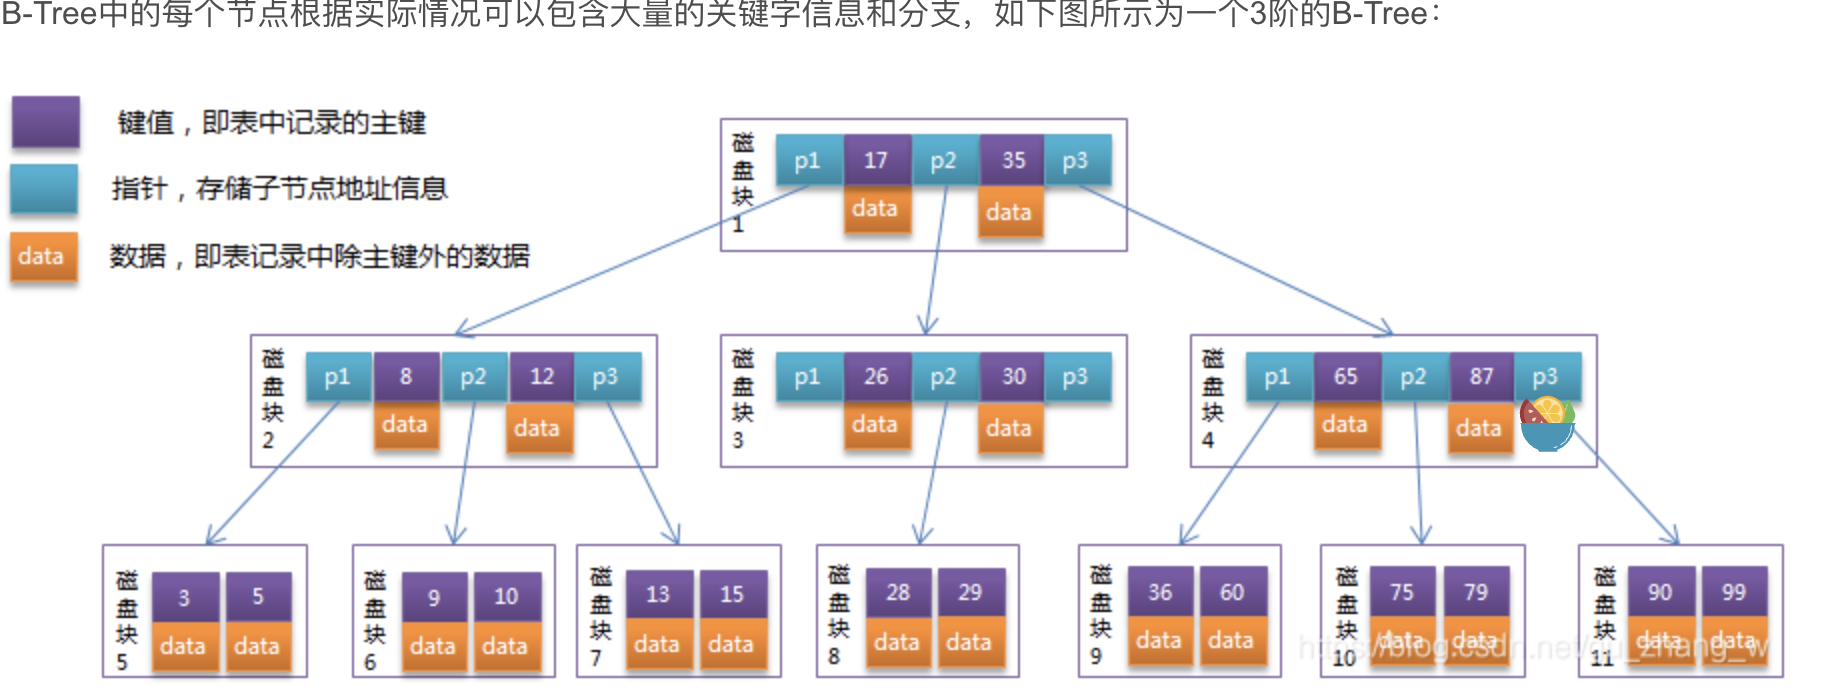 B-Tree中的每个节点根据实际情况可以包含大量的关键字信息和分支，如下图所示为一个3阶的B-Tree：
键值，即表中记录的主键
指针，存储子节点地址信息
data 数据，即表记录中除主键外的数据
磁盘块1
p1 17 p2 35 p3
data data
磁盘块2
p1 8 p2 12 p3
data data
磁盘块3
p1 26 p2 30 p3
data data
磁盘块4
p1 65 p2 87 p3
data data
磁盘块5
3 5
data data
磁盘块6
9 10
data data
磁盘块7
13 15
data data
磁盘块8
28 29
data data
磁盘块9
36 60
data data
磁盘块10
75 79
data data
磁盘块11
90 99
data data